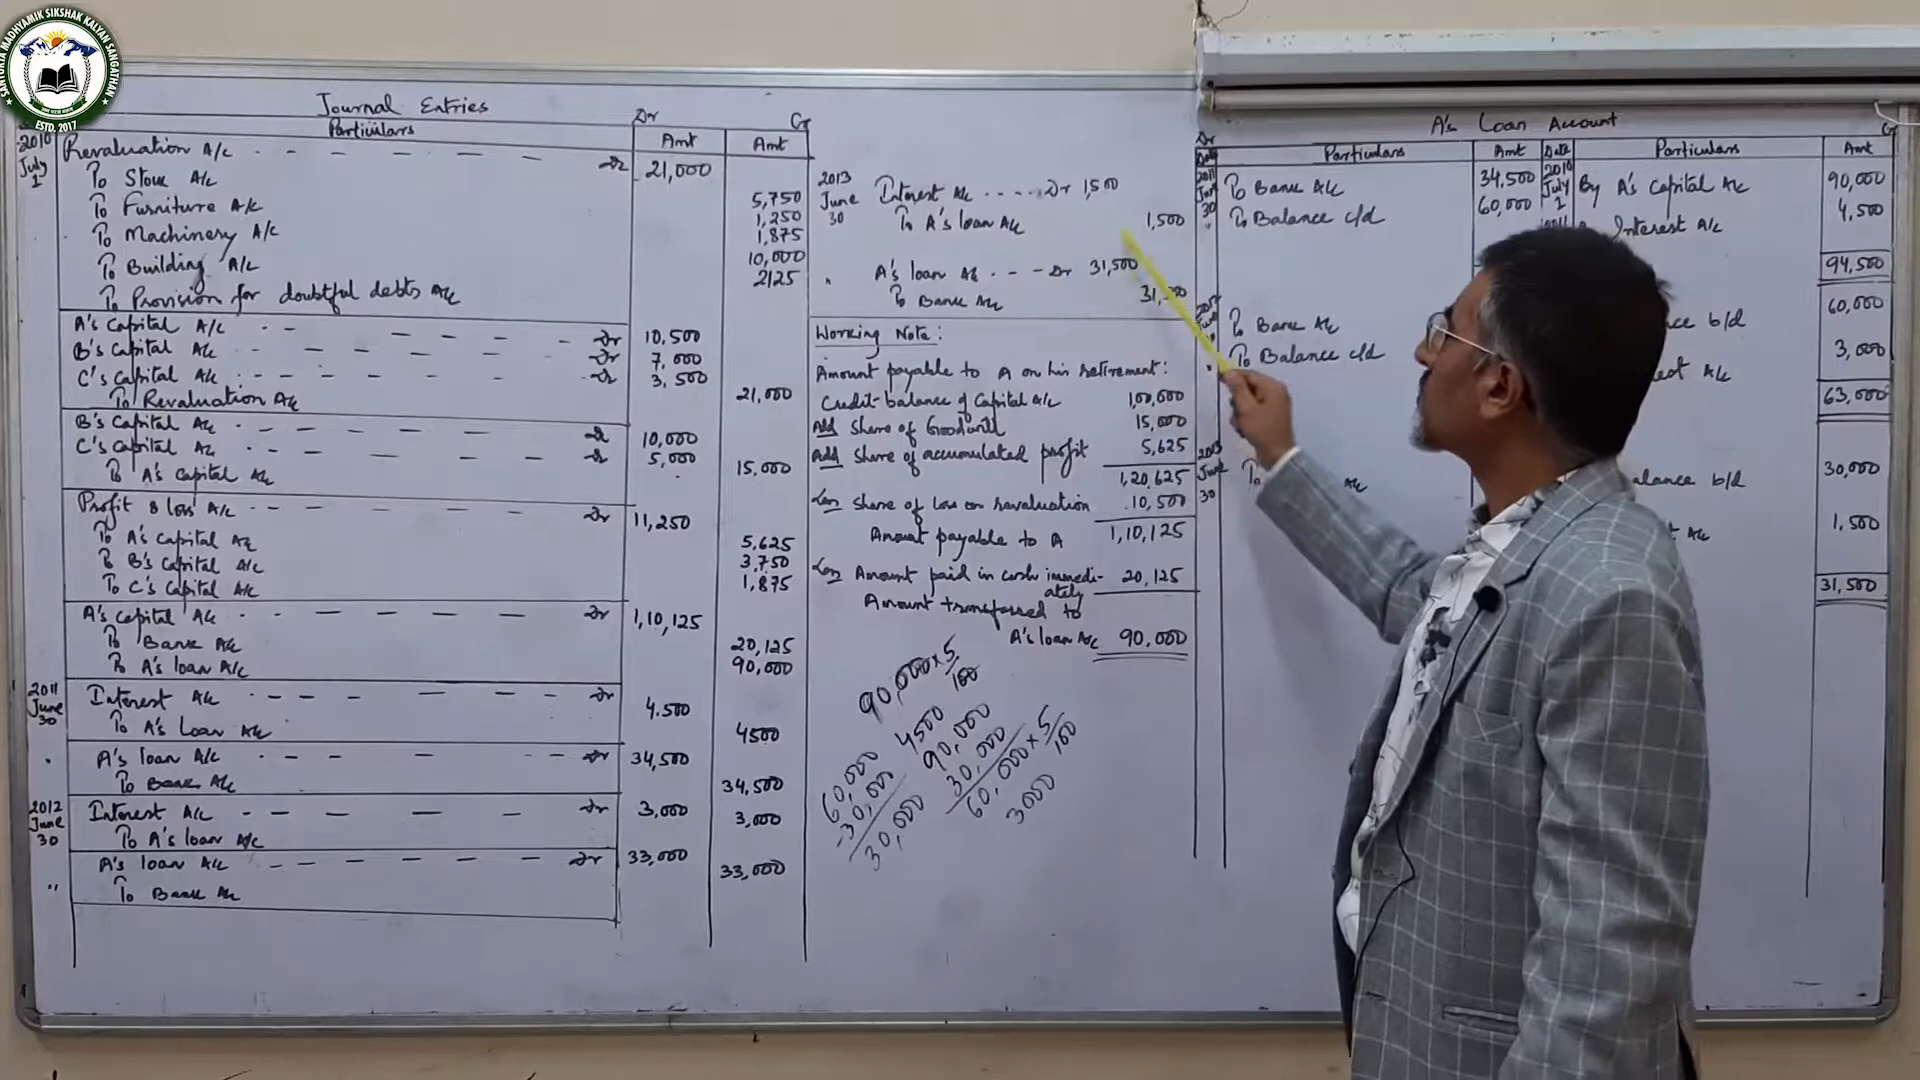 SANYUKTA MADHYAMIK SIKSHAK KALYAN SANGATHAN
ESTD. 2017
Journal Entries
Dr
Cr
Particulars
Amt
Amt
2010
July
1
Revaluation A/c Dr 21,000
To Stock A/c 5,750
To Furniture A/c 1,250
To Machinery A/c 1,875
To Building A/c 10,000
To Provision for doubtful debts A/c 2125
A's Capital A/c Dr 10,500
B's Capital A/c Dr 7,000
C's Capital A/c Dr 3,500
To Revaluation A/c 21,000
B's Capital A/c Dr 10,000
C's Capital A/c Dr 5,000
To A's Capital A/c 15,000
Profit & loss A/c Dr 11,250
To A's Capital A/c 5,625
To B's Capital A/c 3,750
To C's Capital A/c 1,875
A's Capital A/c Dr 1,10,125
To Bank A/c 20,125
To A's loan A/c 90,000
2011
June
30
Interest A/c Dr 4,500
To A's Loan A/c 4500
A's loan A/c Dr 34,500
To Bank A/c 34,500
2012
June
30
Interest A/c Dr 3,000
To A's loan A/c 3,000
" A's loan A/c Dr 33,000
To Bank A/c 33,000
2013
June
30
Interest A/c Dr 1,500
To A's loan A/c 1,500
" A's loan A/c Dr 31,500
To Bank A/c
Working Note:
Amount payable to A on his retirement:
Credit balance of Capital A/c 1,00,000
Add Share of Goodwill 15,000
Add Share of accumulated profit 5,625
1,20,625
Less Share of loss on revaluation 10,500
Amount payable to A 1,10,125
Less Amount paid in cash immedi-
ately 20,125
Amount transferred to
A's loan A/c 90,000
90,000 x 5/100
4500
90,000
30,000
60,000 x 5/100
3000
60,000
-30,000
30,000
A's Loan Account
Dr
Cr
Date Particulars Amt Date Particulars Amt
2011
June
30
To Bank A/c 34,500
2010
July
1
By A's Capital A/c 90,000
" To Balance c/d 60,000
2011
Interest A/c 4,500
94,500
2012
June
To Bank A/c
b/d 60,000
To Balance c/d
A/c 3,000
63,000
2013
June
30
To A/c
b/d 30,000
A/c 1,500
31,500